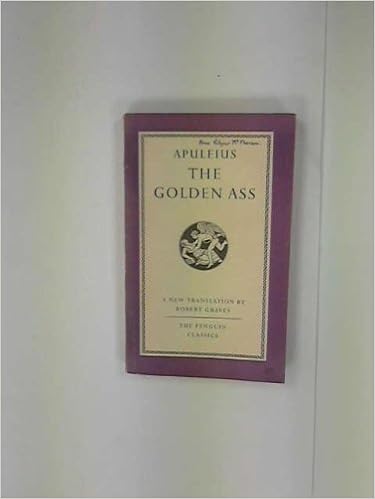 APULEIUS
THE
GOLDEN ASS
A NEW TRANSLATION BY
ROBERT GRAVES
THE PENGUIN
CLASSICS